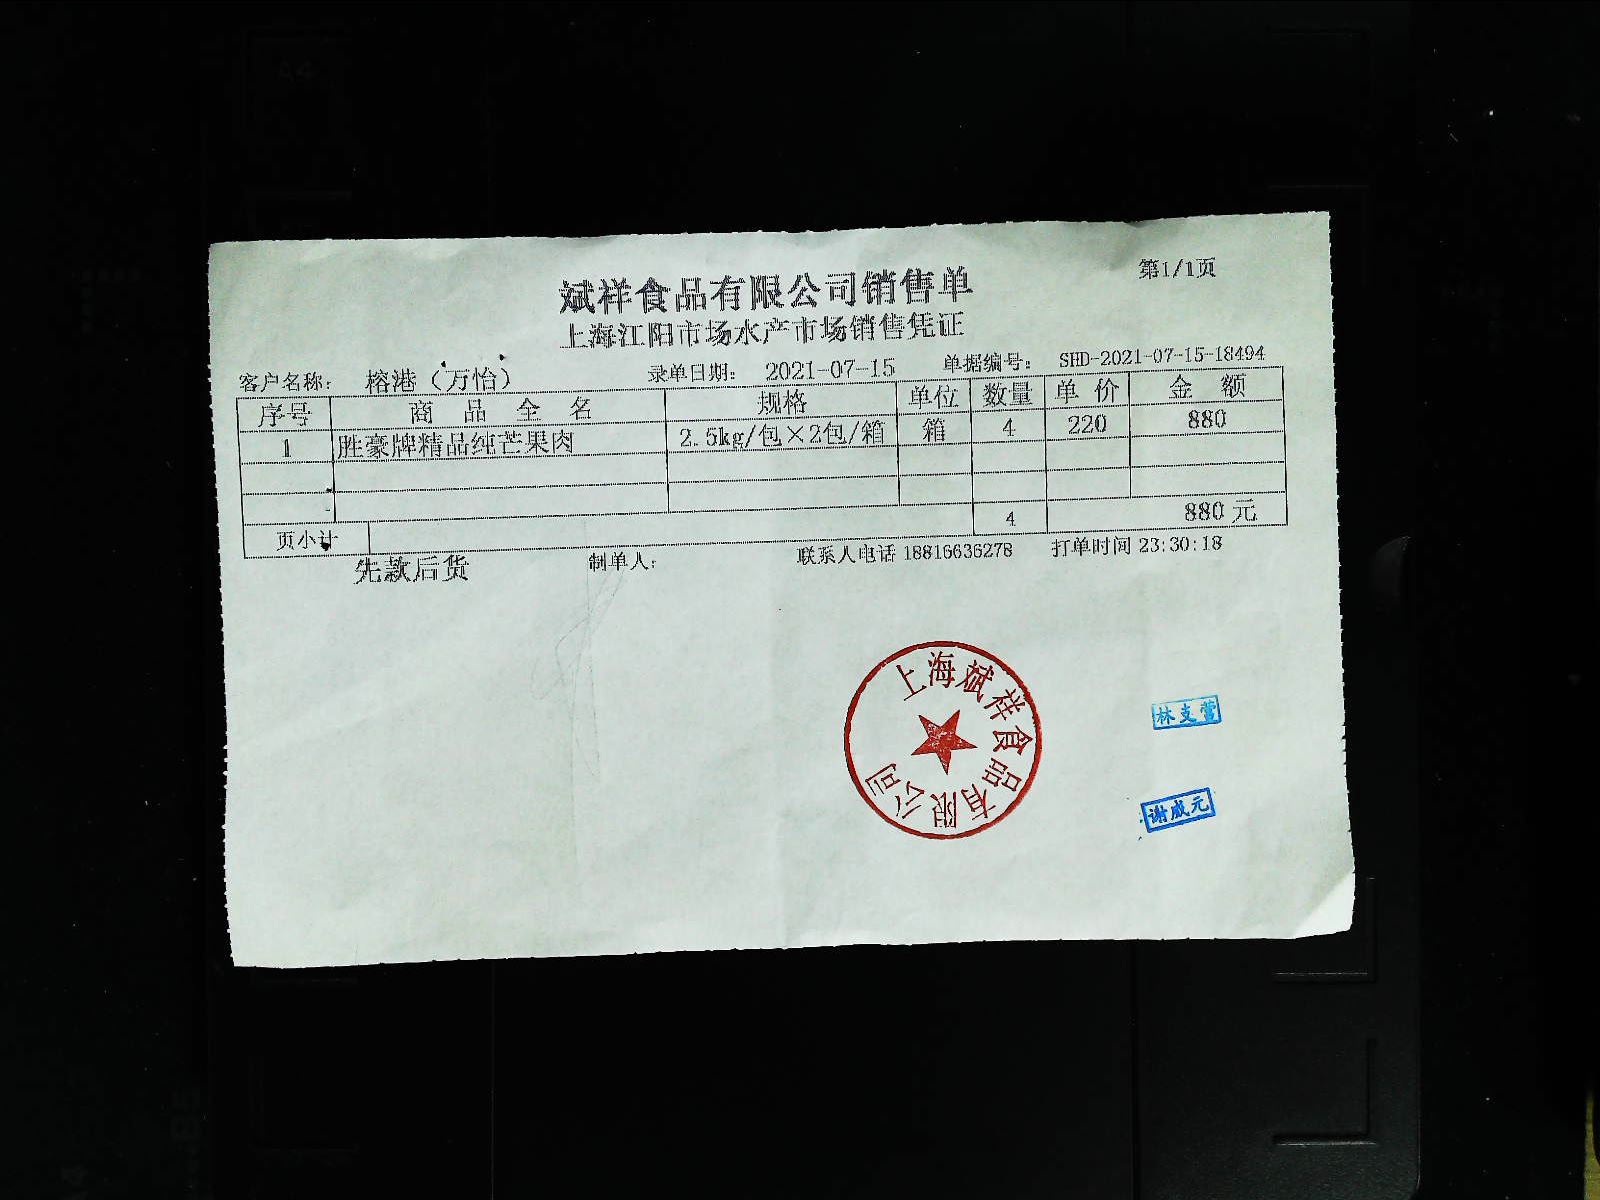 第1/1页
斌祥食品有限公司销售单
上海江阳市场水产市场销售凭证
客户名称： 榕港（万怡） 录单日期： 2021-07-15 单据编号： SHD-2021-07-15-18494
序号 商品全名 规格 单位 数量 单价 金额
1 胜豪牌精品纯芒果肉 2.5kg/包×2包/箱 箱 4 220 880
页小计 4 880元
先款后货 制单人： 联系人电话 18816636278 打单时间 23:30:18
上海斌祥食品有限公司
林支营
谢威元